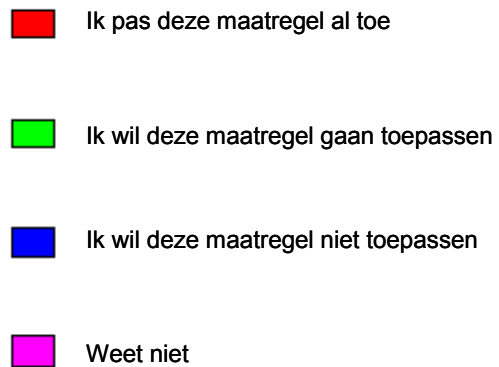 Ik pas deze maatregel al toe
Ik wil deze maatregel gaan toepassen
Ik wil deze maatregel niet toepassen
Weet niet